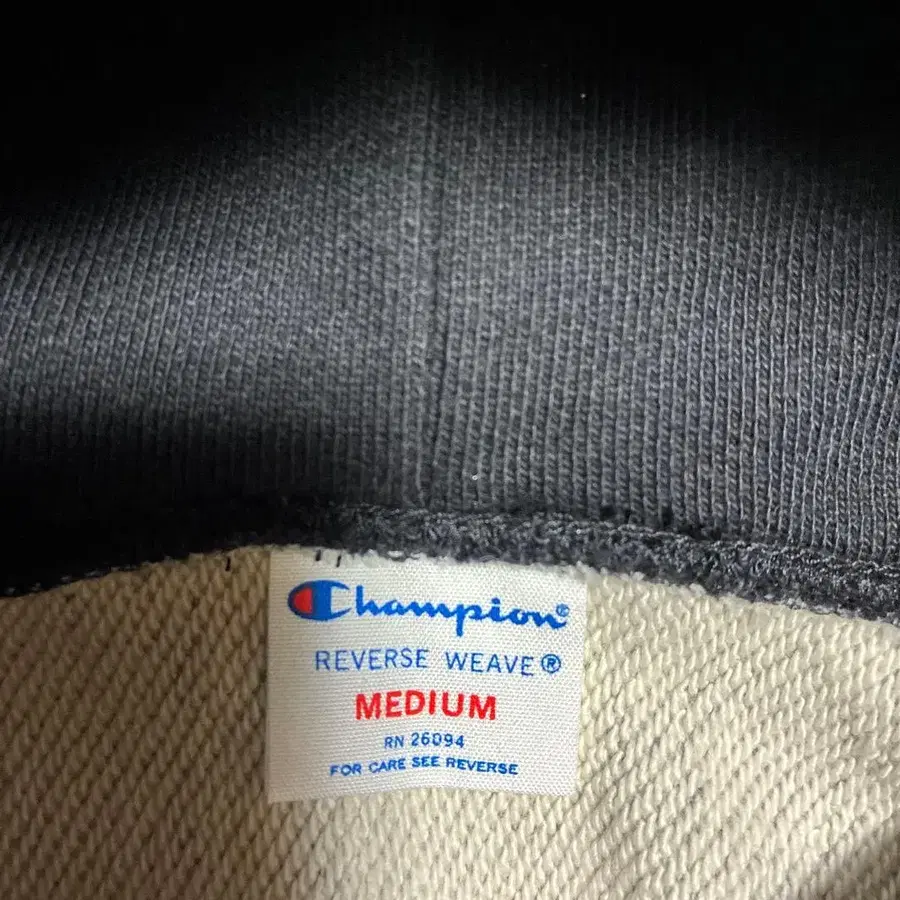 Champion®
REVERSE WEAVE®
MEDIUM
RN 26094
FOR CARE SEE REVERSE